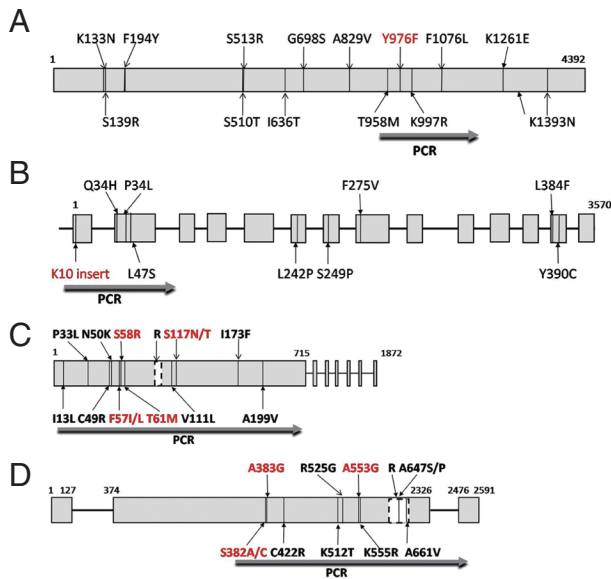 A
K133N F194Y S513R G698S A829V Y976F F1076L K1261E
1 4392
S139R S510T I636T T958M K997R K1393N
PCR
B
Q34H P34L F275V L384F
1 3570
K10 insert L47S L242P S249P Y390C
PCR
C
P33L N50K S58R R S117N/T I173F
1 715 1872
I13L C49R F57I/L T61M V111L A199V
PCR
D
A383G R525G A553G R A647S/P
1 127 374 2326 2476 2591
S382A/C C422R K512T K555R A661V
PCR